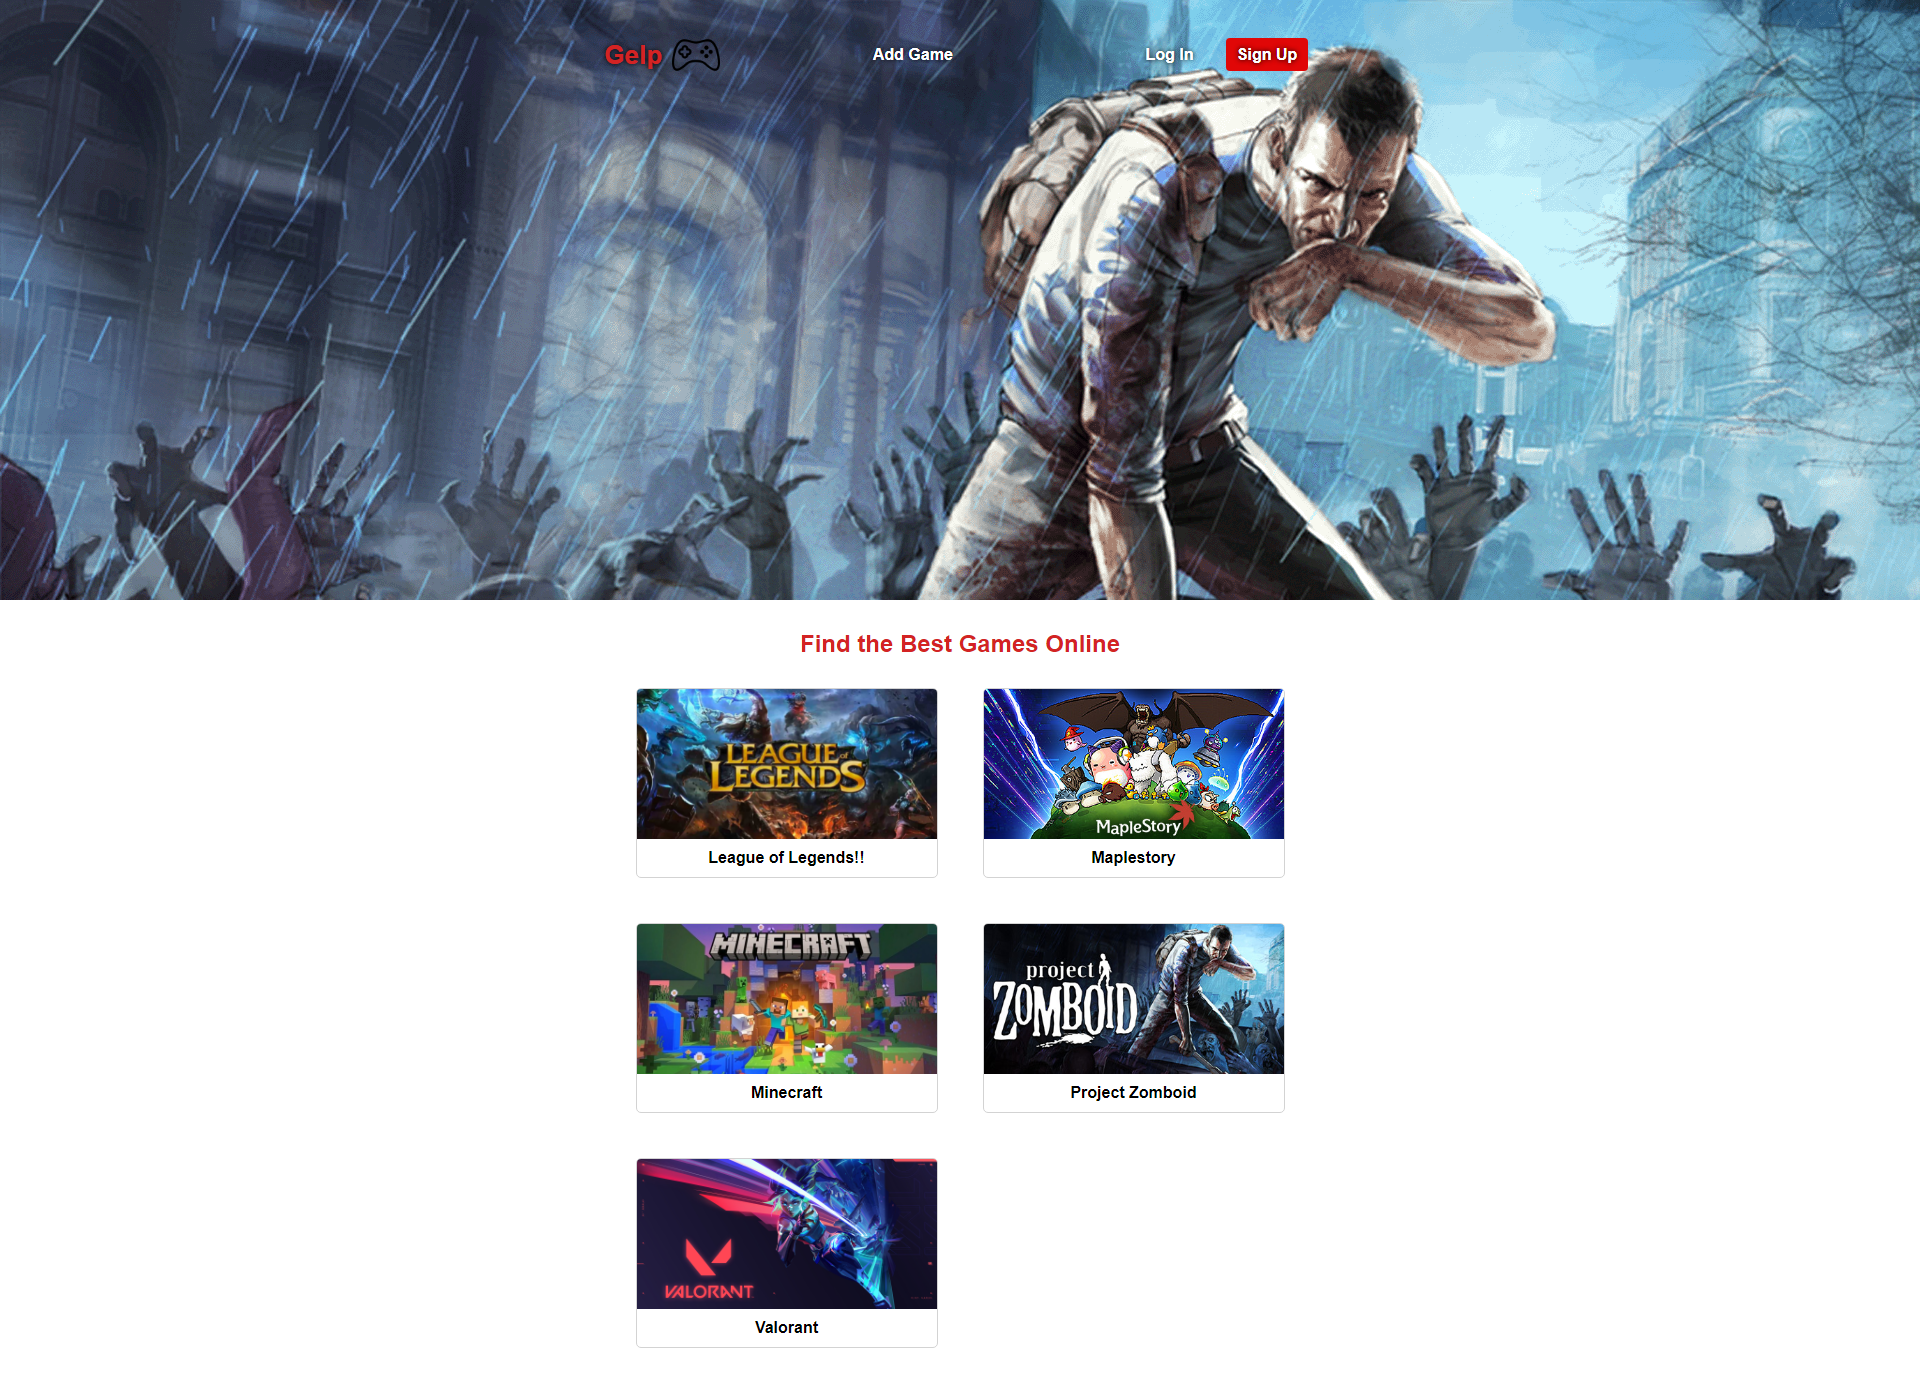 Gelp
Add Game
Log In
Sign Up
Find the Best Games Online
LEAGUE of
LEGENDS
League of Legends!!
MapleStory
Maplestory
MINECRAFT
Minecraft
project
ZOMBOID
Project Zomboid
VALORANT
Valorant